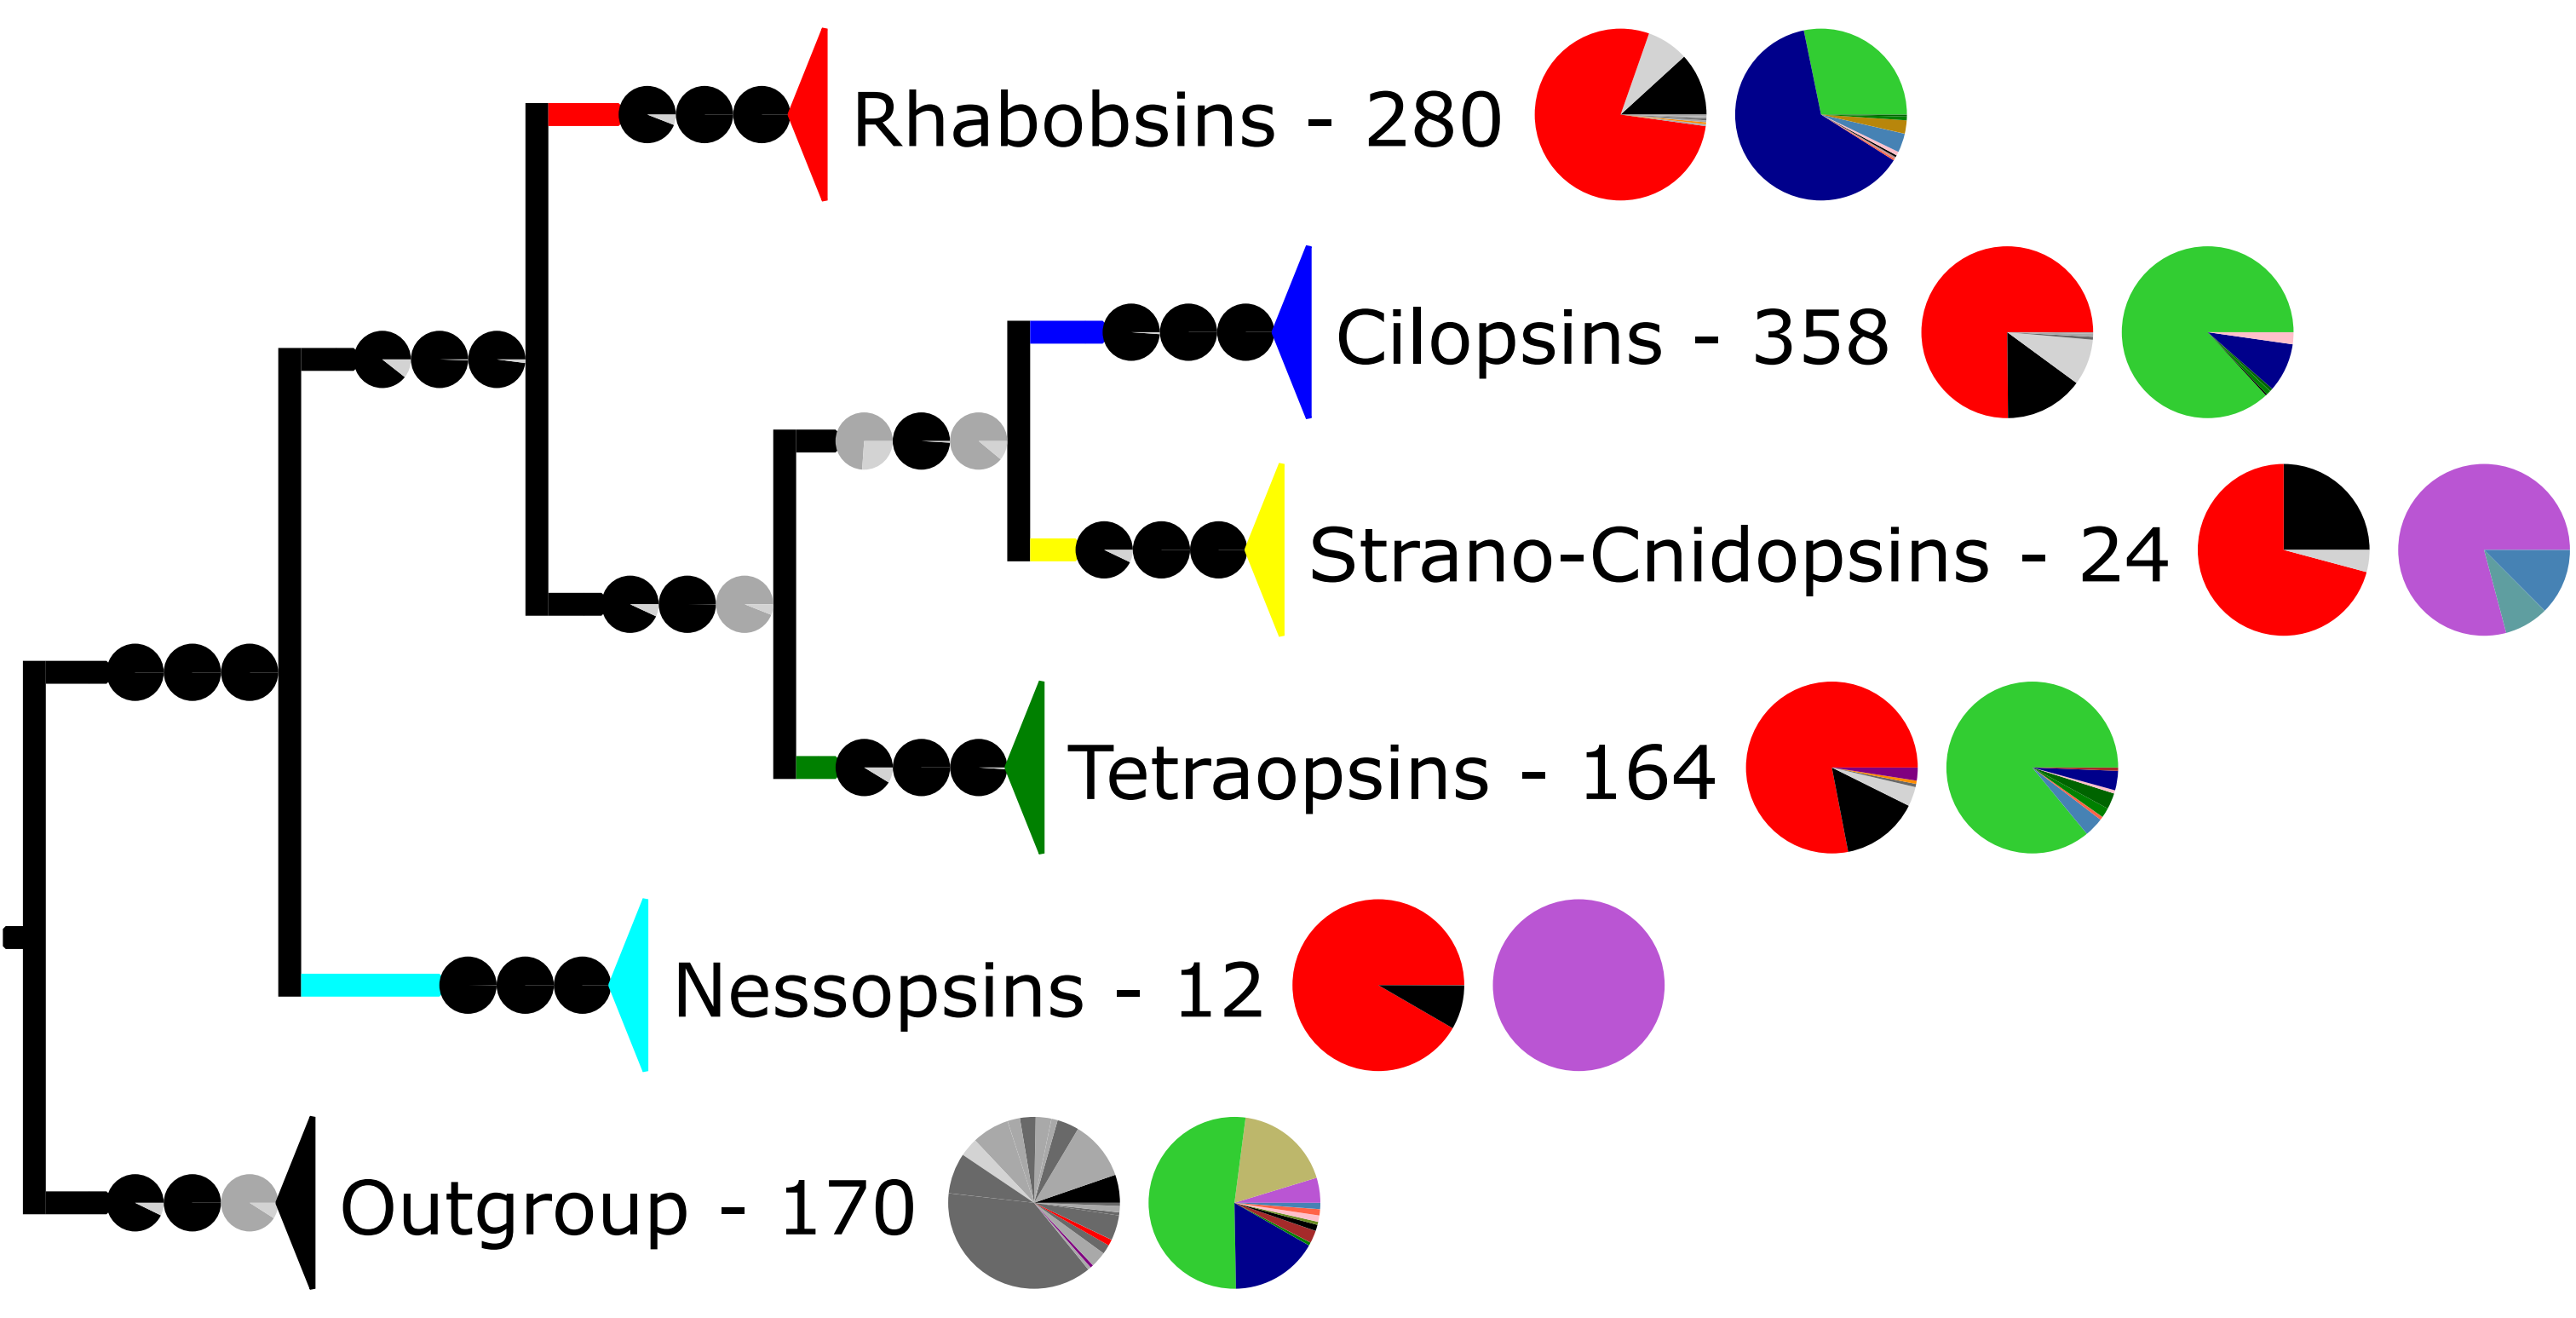 Rhabobsins - 280
Cilopsins - 358
Strano-Cnidopsins - 24
Tetraopsins - 164
Nessopsins - 12
Outgroup - 170